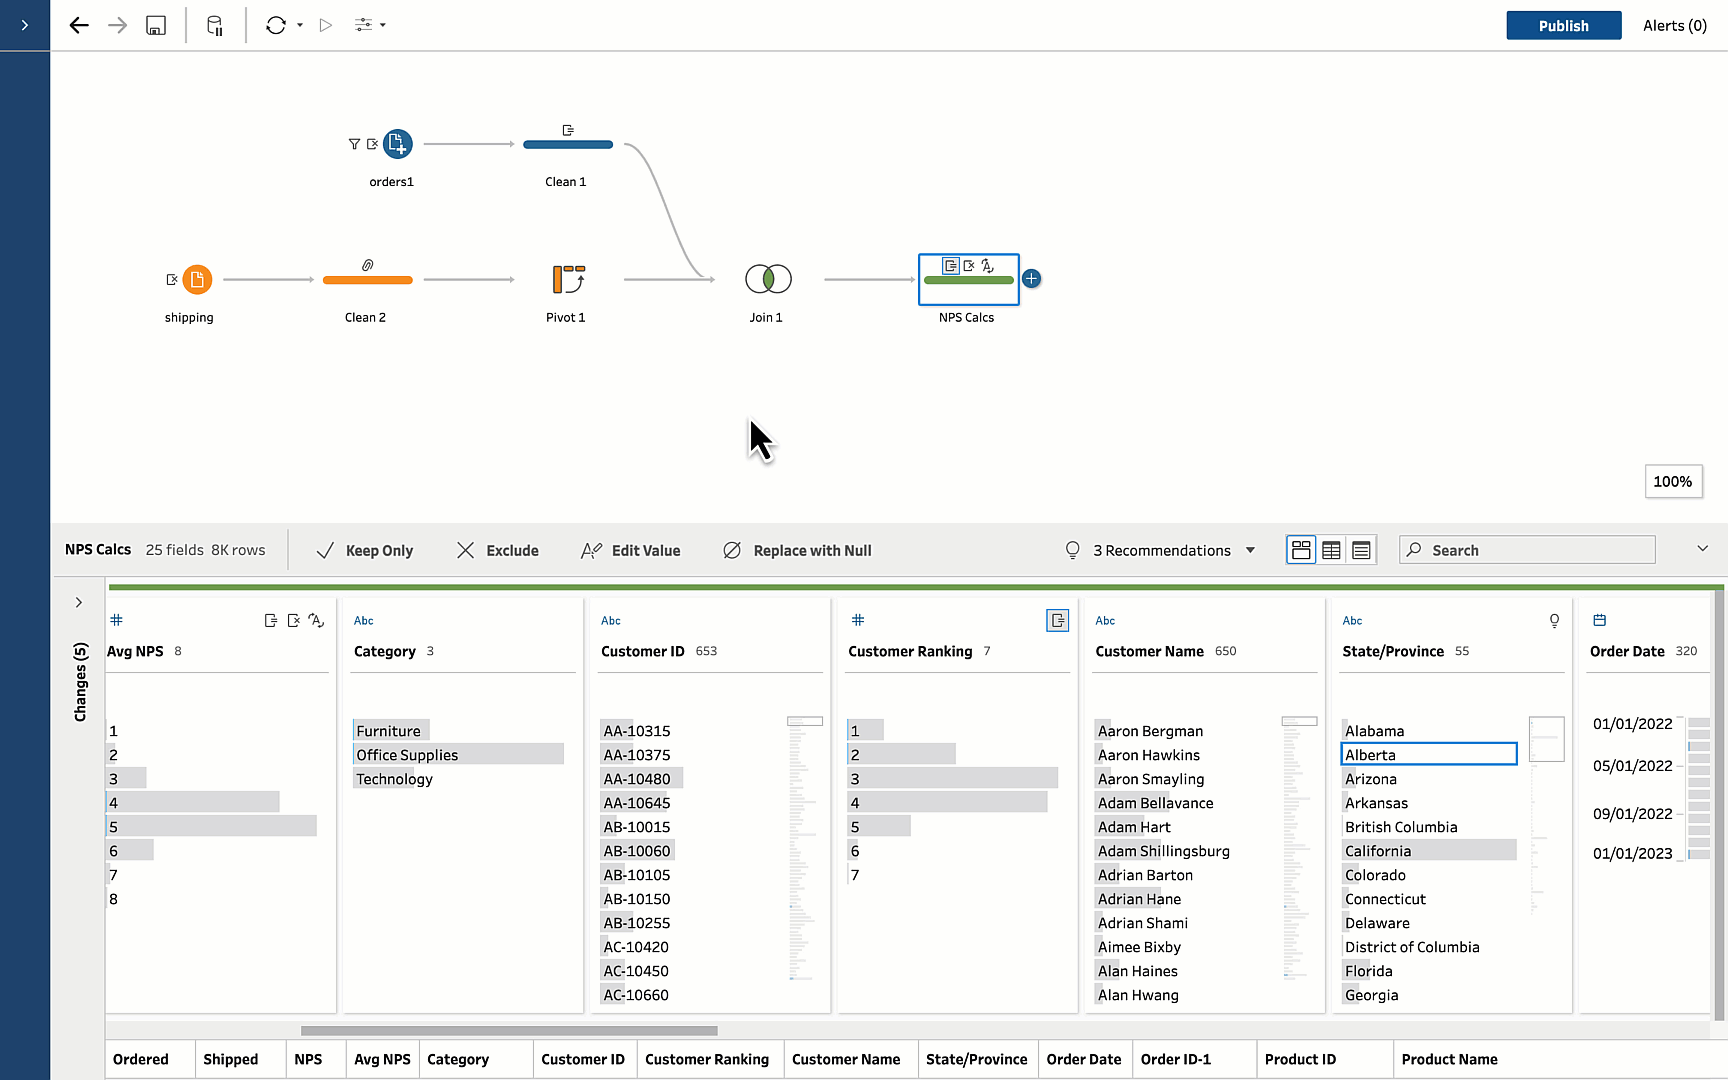 Publish
Alerts (0)
orders1
Clean 1
shipping
Clean 2
Pivot 1
Join 1
NPS Calcs
100%
NPS Calcs 25 fields 8K rows
Keep Only
Exclude
Edit Value
Replace with Null
3 Recommendations
Search
Changes (5)
#
Avg NPS 8
1
2
3
4
5
6
7
8
Abc
Category 3
Furniture
Office Supplies
Technology
Abc
Customer ID 653
AA-10315
AA-10375
AA-10480
AA-10645
AB-10015
AB-10060
AB-10105
AB-10150
AB-10255
AC-10420
AC-10450
AC-10660
#
Customer Ranking 7
1
2
3
4
5
6
7
Abc
Customer Name 650
Aaron Bergman
Aaron Hawkins
Aaron Smayling
Adam Bellavance
Adam Hart
Adam Shillingsburg
Adrian Barton
Adrian Hane
Adrian Shami
Aimee Bixby
Alan Haines
Alan Hwang
Abc
State/Province 55
Alabama
Alberta
Arizona
Arkansas
British Columbia
California
Colorado
Connecticut
Delaware
District of Columbia
Florida
Georgia
Order Date 320
01/01/2022
05/01/2022
09/01/2022
01/01/2023
Ordered Shipped NPS Avg NPS Category Customer ID Customer Ranking Customer Name State/Province Order Date Order ID-1 Product ID Product Name